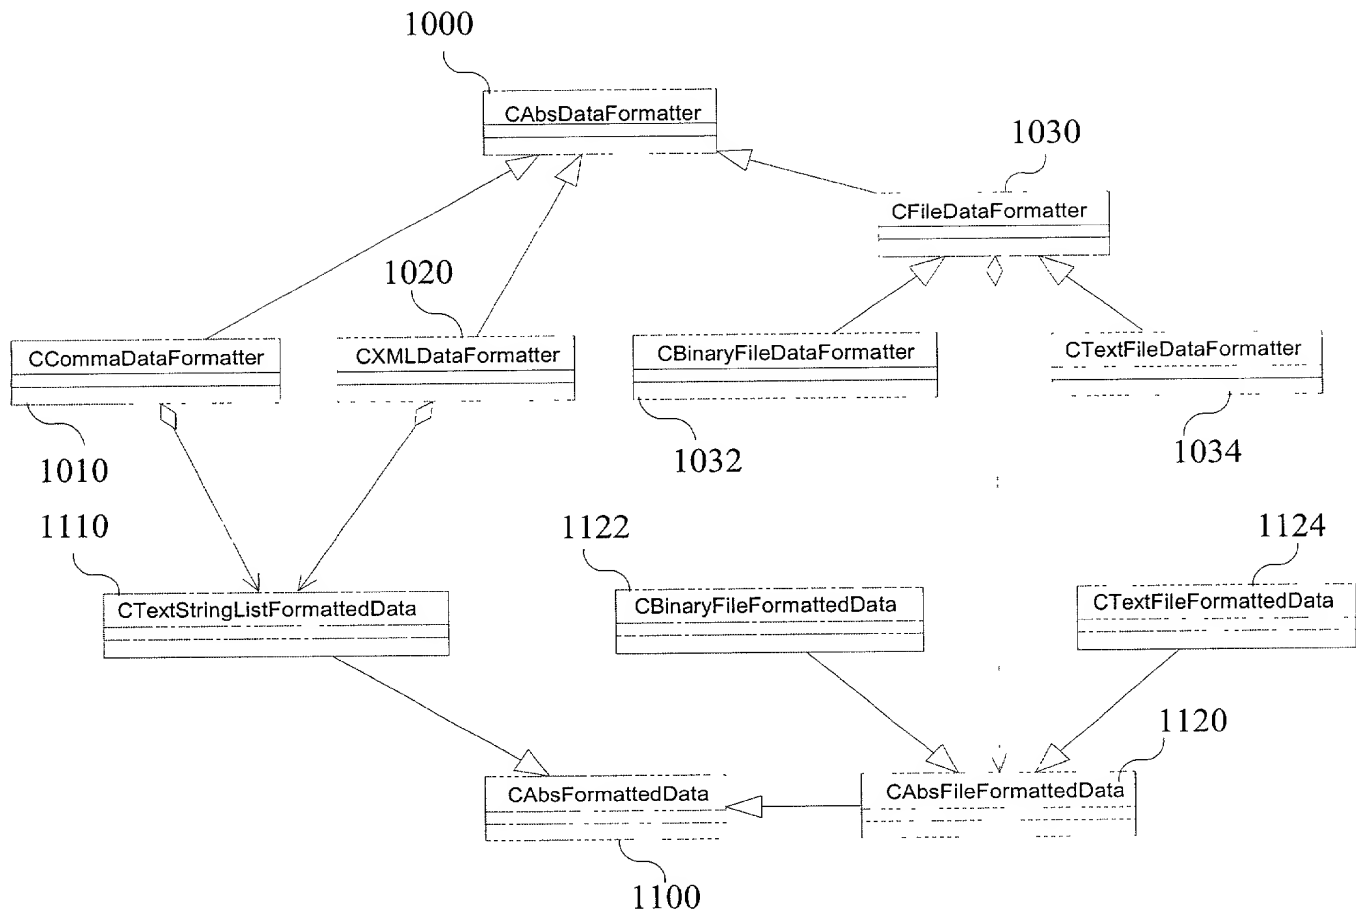 1000
CAbsDataFormatter
1030
CFileDataFormatter
1020
CCommaDataFormatter
CXMLDataFormatter
CBinaryFileDataFormatter
CTextFileDataFormatter
1010
1032
1034
1110
1122
1124
CTextStringListFormattedData
CBinaryFileFormattedData
CTextFileFormattedData
1120
CAbsFormattedData
CAbsFileFormattedData
1100